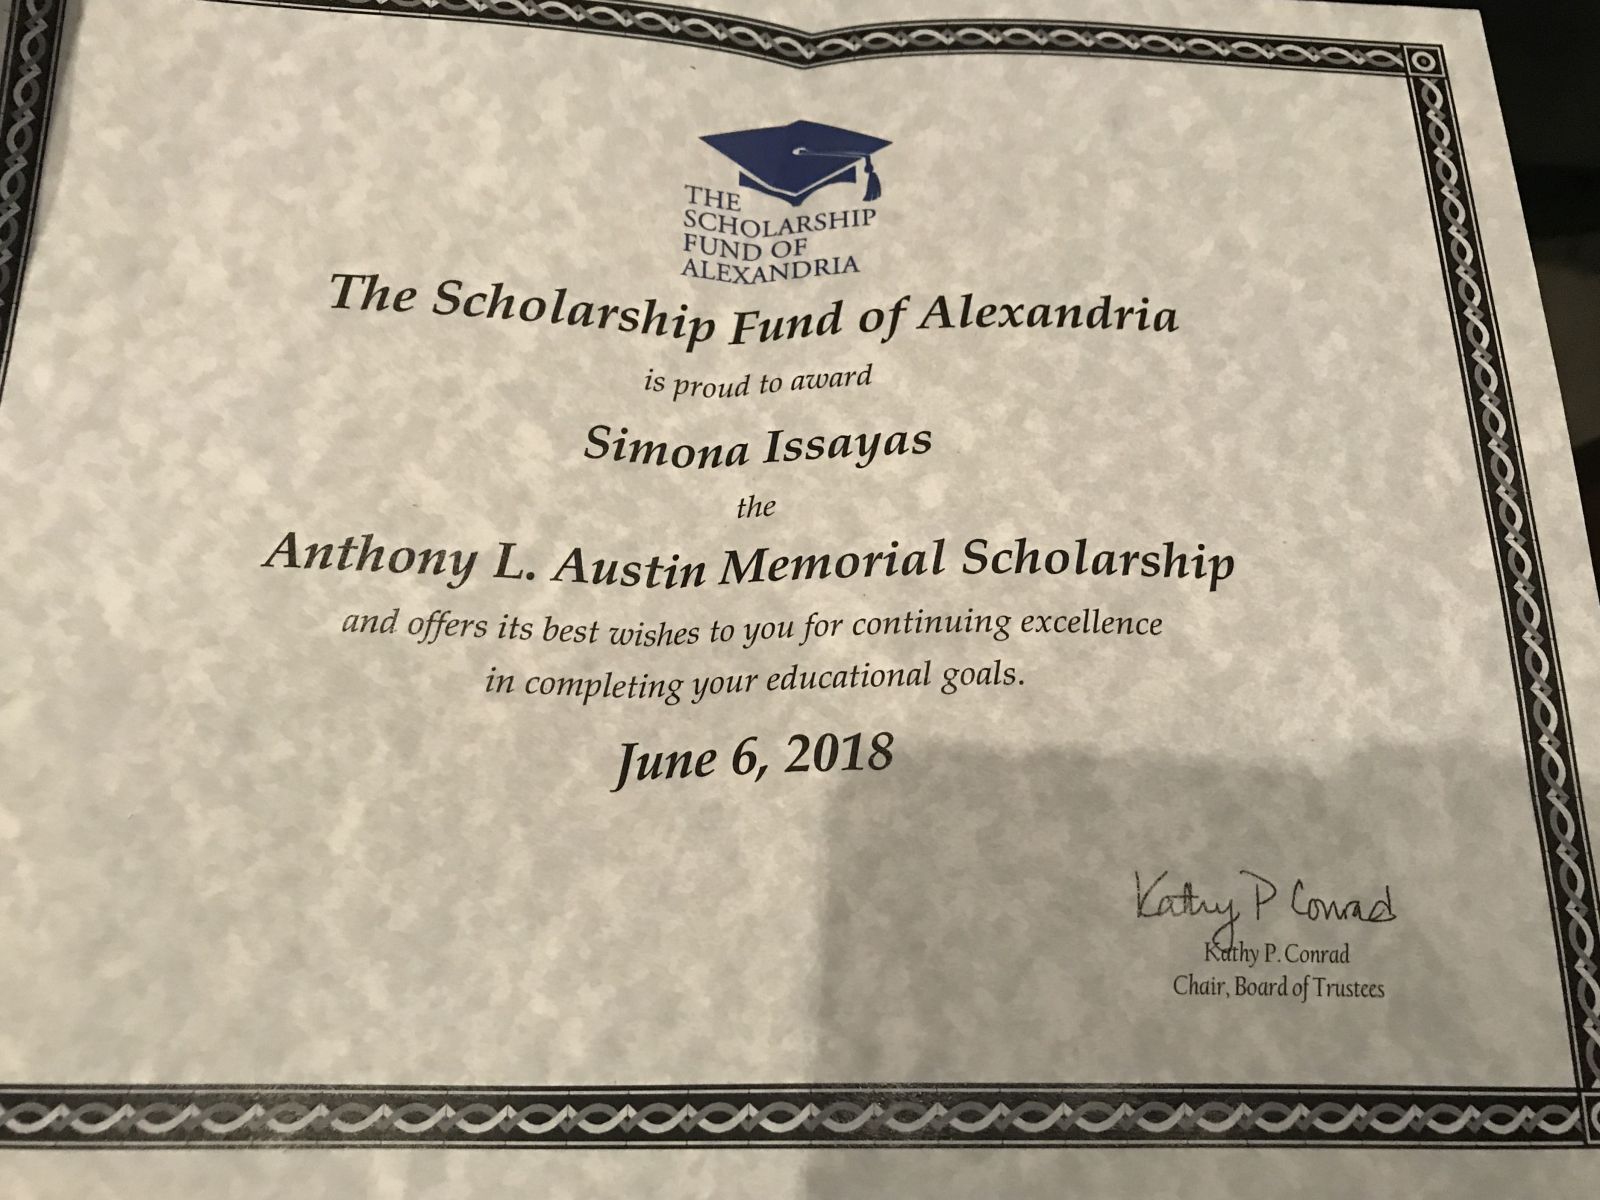 THE
SCHOLARSHIP
FUND OF
ALEXANDRIA
The Scholarship Fund of Alexandria
is proud to award
Simona Issayas
the
Anthony L. Austin Memorial Scholarship
and offers its best wishes to you for continuing excellence
in completing your educational goals.
June 6, 2018
Kathy P Conrad
Kathy P. Conrad
Chair, Board of Trustees